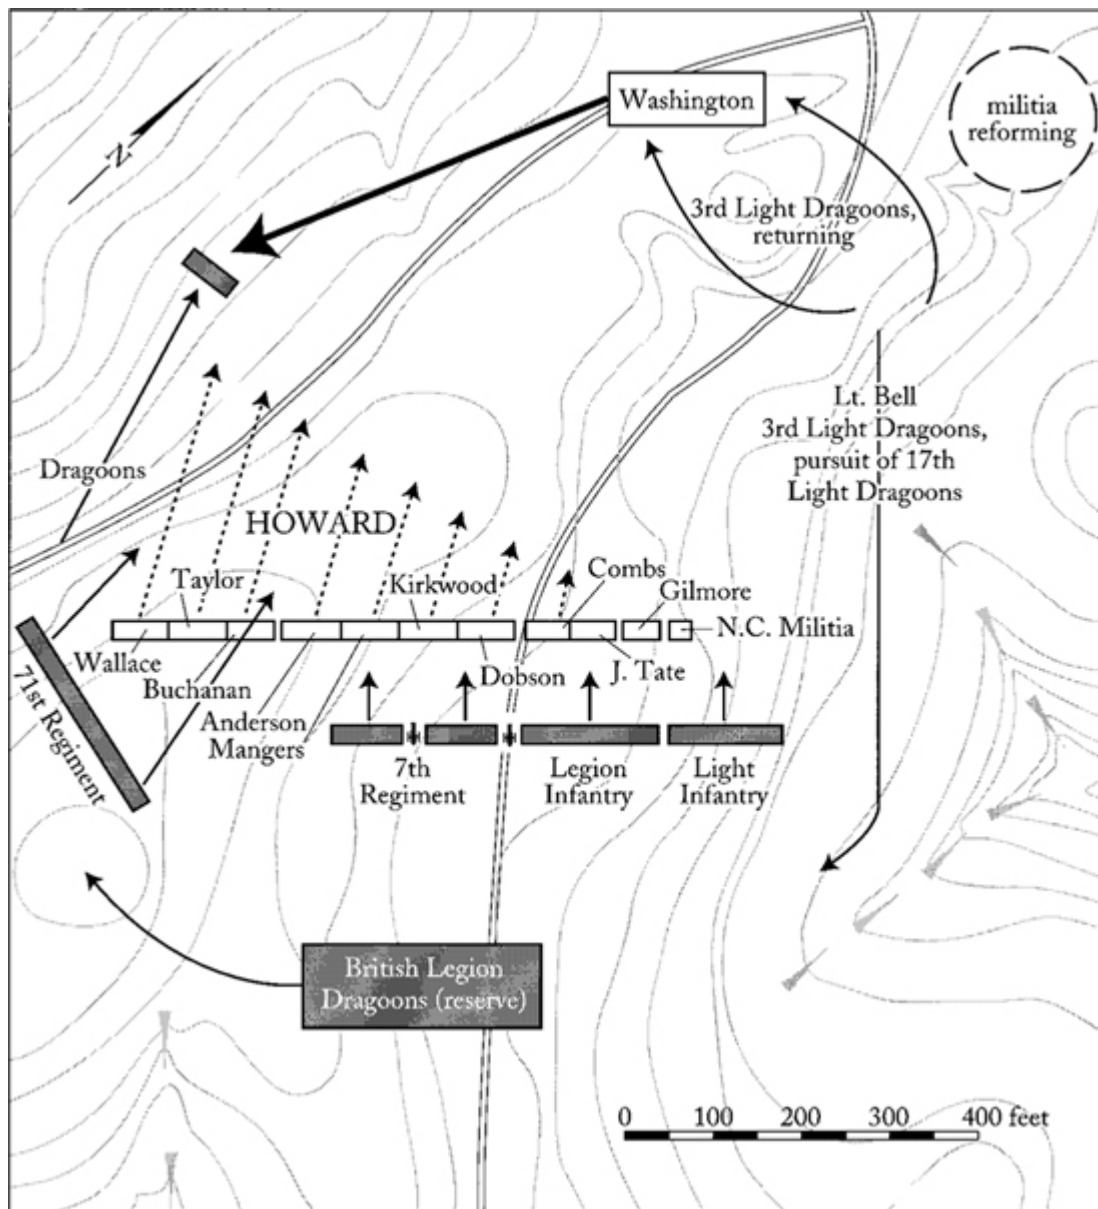 Washington
militia
reforming
N
3rd Light Dragoons,
returning
Lt. Bell
3rd Light Dragoons,
pursuit of 17th
Light Dragoons
Dragoons
HOWARD
Taylor
Kirkwood
Combs
Gilmore
N.C. Militia
Wallace
Buchanan
Anderson
Mangers
Dobson
J. Tate
71st Regiment
7th
Regiment
Legion
Infantry
Light
Infantry
British Legion
Dragoons (reserve)
0 100 200 300 400 feet